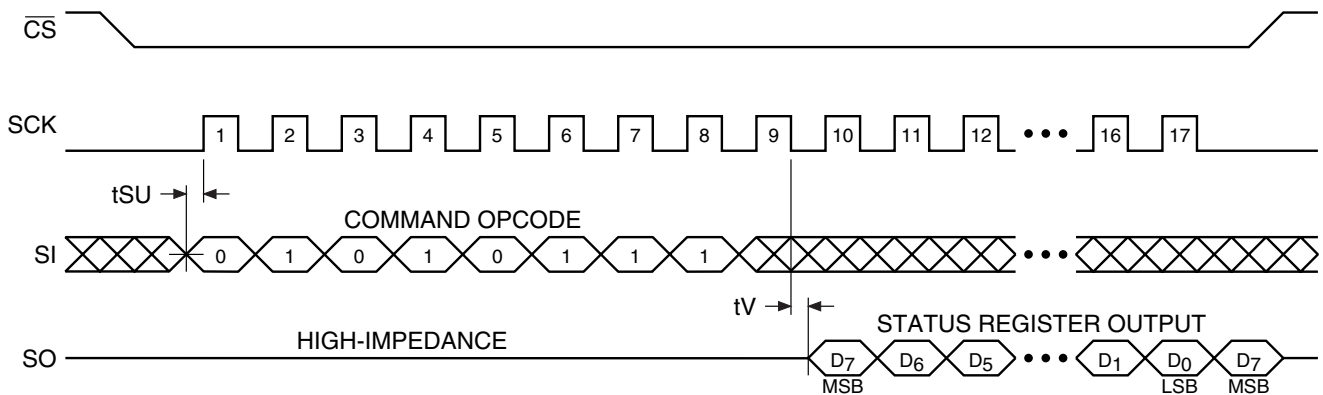 CS
SCK 1 2 3 4 5 6 7 8 9 10 11 12 ••• 16 17
tSU
COMMAND OPCODE
SI 0 1 0 1 0 1 1 1 •••
tV
HIGH-IMPEDANCE STATUS REGISTER OUTPUT
SO D7 D6 D5 ••• D1 D0 D7
MSB LSB MSB